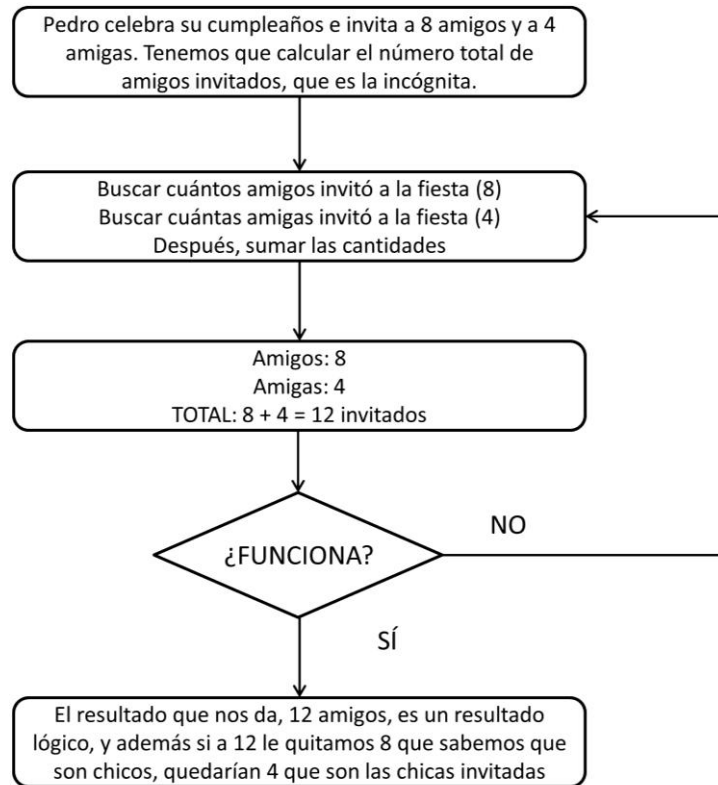 Pedro celebra su cumpleaños e invita a 8 amigos y a 4
amigas. Tenemos que calcular el número total de
amigos invitados, que es la incógnita.
Buscar cuántos amigos invitó a la fiesta (8)
Buscar cuántas amigas invitó a la fiesta (4)
Después, sumar las cantidades
Amigos: 8
Amigas: 4
TOTAL: 8 + 4 = 12 invitados
¿FUNCIONA?
NO
SÍ
El resultado que nos da, 12 amigos, es un resultado
lógico, y además si a 12 le quitamos 8 que sabemos que
son chicos, quedarían 4 que son las chicas invitadas